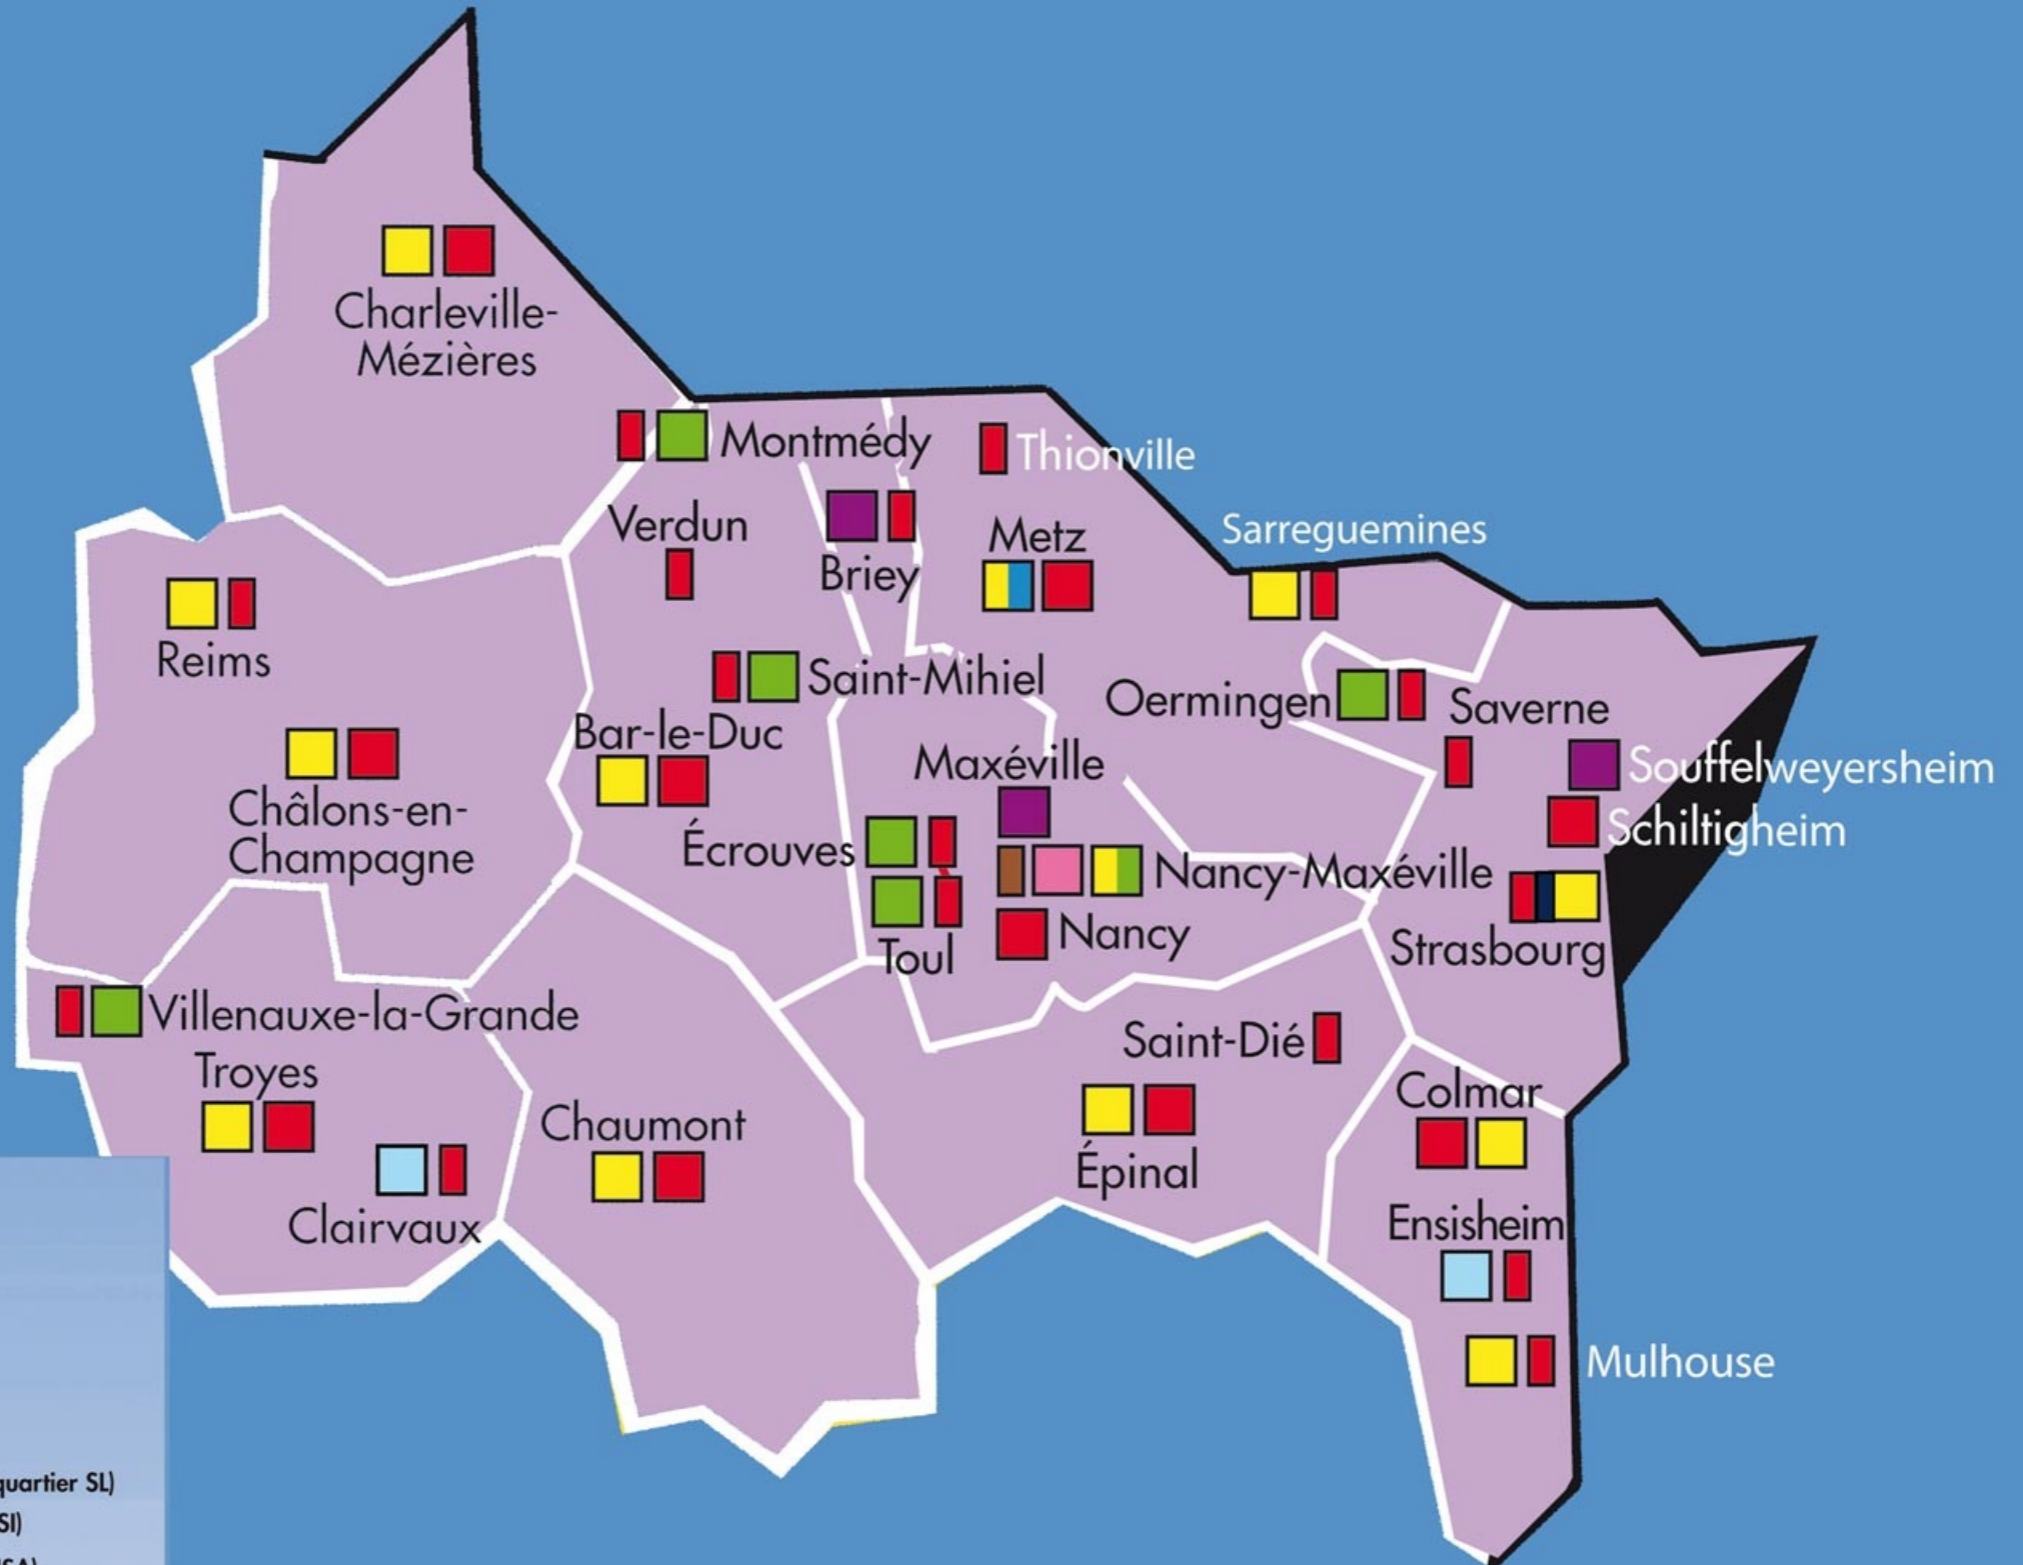 Charleville-
Mézières
Montmédy
Thionville
Verdun
Briey
Metz
Sarreguemines
Reims
Saint-Mihiel
Oermingen
Saverne
Bar-le-Duc
Maxéville
Souffelweyersheim
Châlons-en-
Champagne
Schiltigheim
Écrouves
Nancy-Maxéville
Toul
Nancy
Strasbourg
Villenauxe-la-Grande
Saint-Dié
Troyes
Colmar
Chaumont
Épinal
Clairvaux
Ensisheim
Mulhouse
quartier SL)